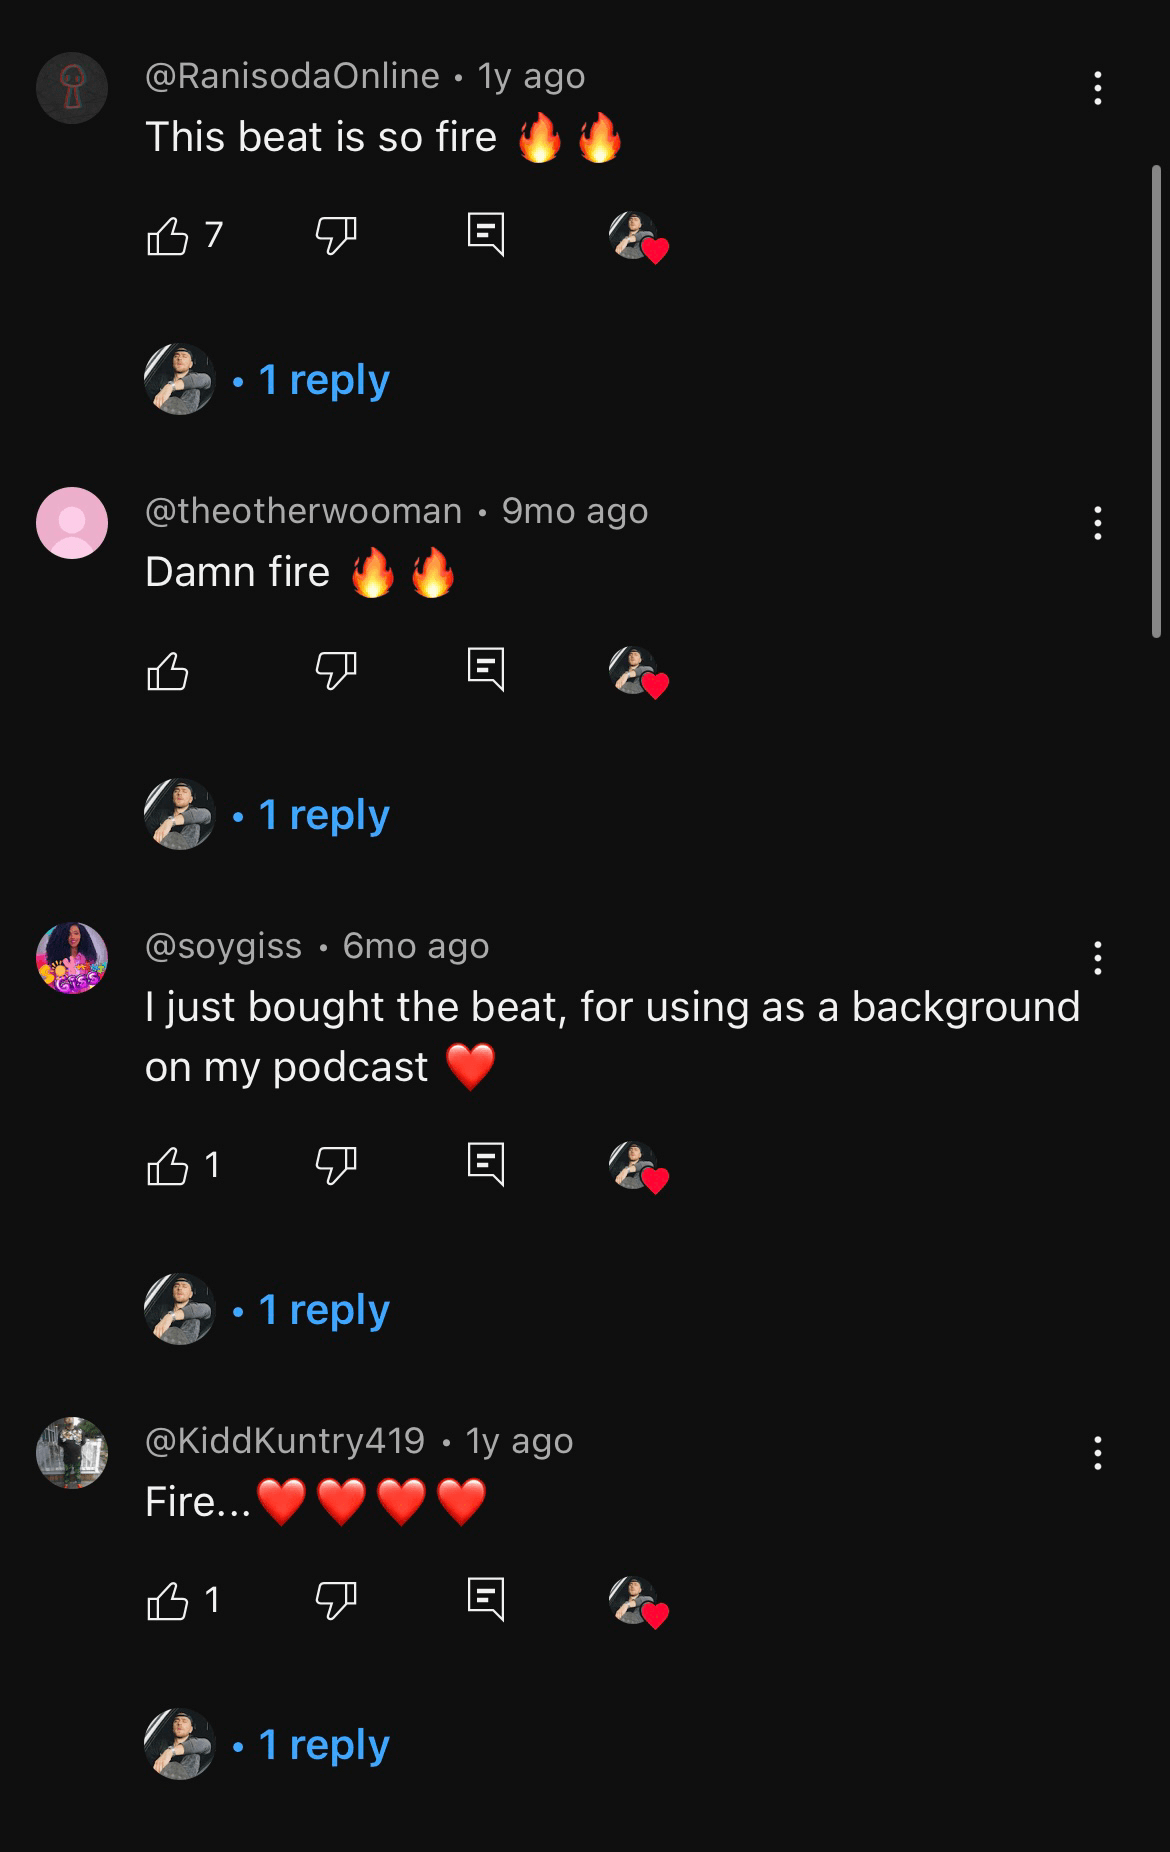 @RanisodaOnline • 1y ago
This beat is so fire 🔥🔥
7
• 1 reply
@theotherwooman • 9mo ago
Damn fire 🔥🔥
• 1 reply
@soygiss • 6mo ago
I just bought the beat, for using as a background
on my podcast ❤️
1
• 1 reply
@KiddKuntry419 • 1y ago
Fire...❤️❤️❤️❤️
1
• 1 reply